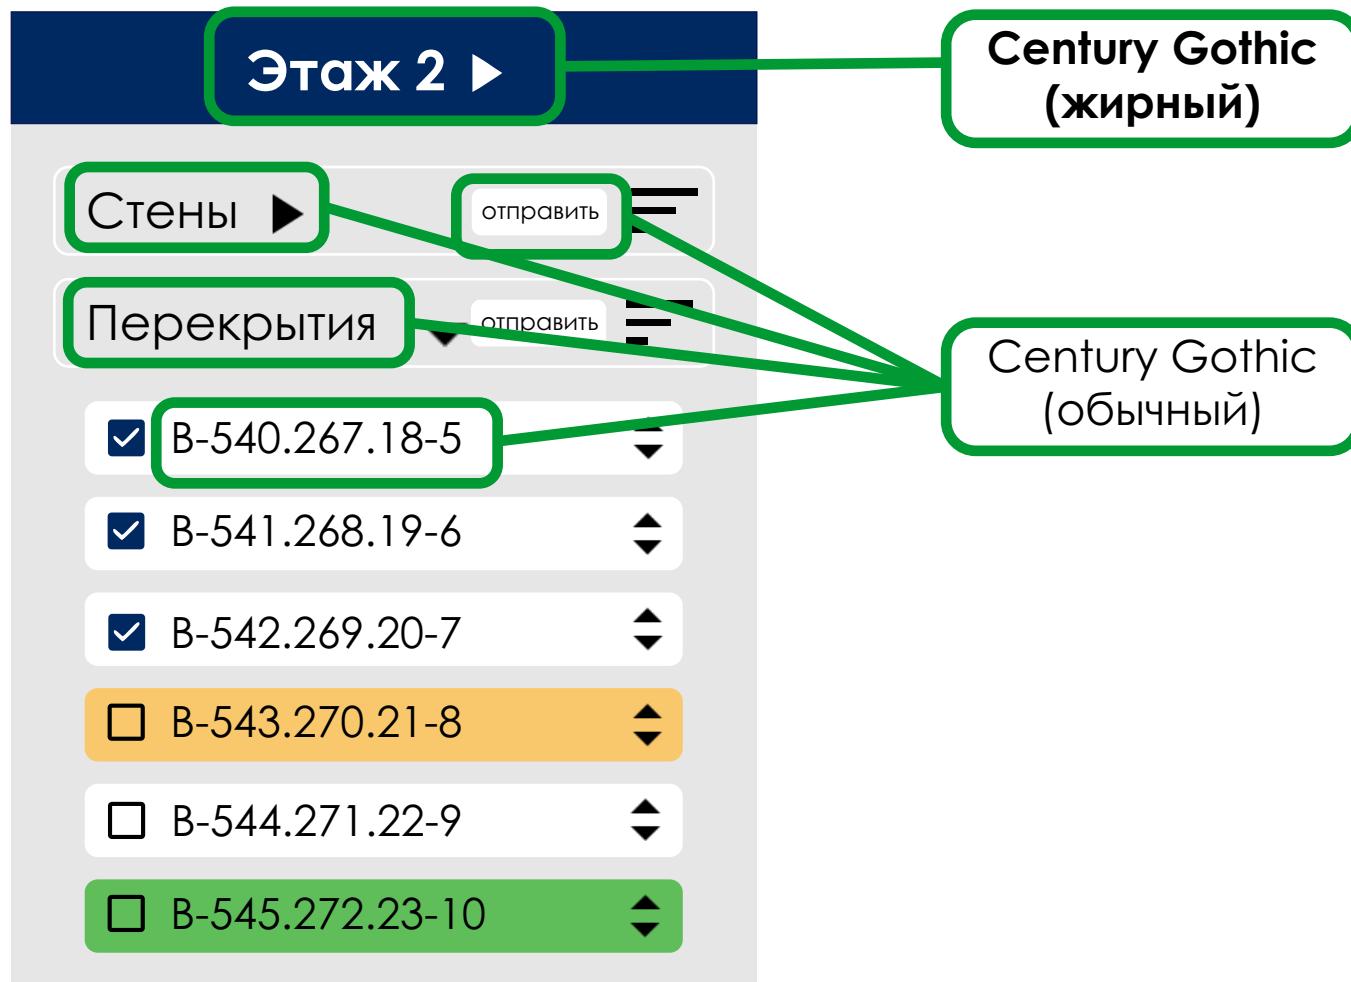 Этаж 2
Century Gothic
(жирный)
Стены
отправить
Перекрытия
отправить
Century Gothic
(обычный)
В-540.267.18-5
В-541.268.19-6
В-542.269.20-7
В-543.270.21-8
В-544.271.22-9
В-545.272.23-10